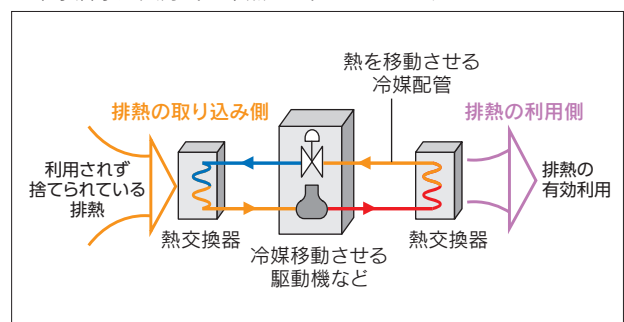 熱を移動させる
冷媒配管
排熱の取り込み側
排熱の利用側
利用されず
捨てられている
排熱
排熱の
有効利用
熱交換器
冷媒移動させる
駆動機など
熱交換器